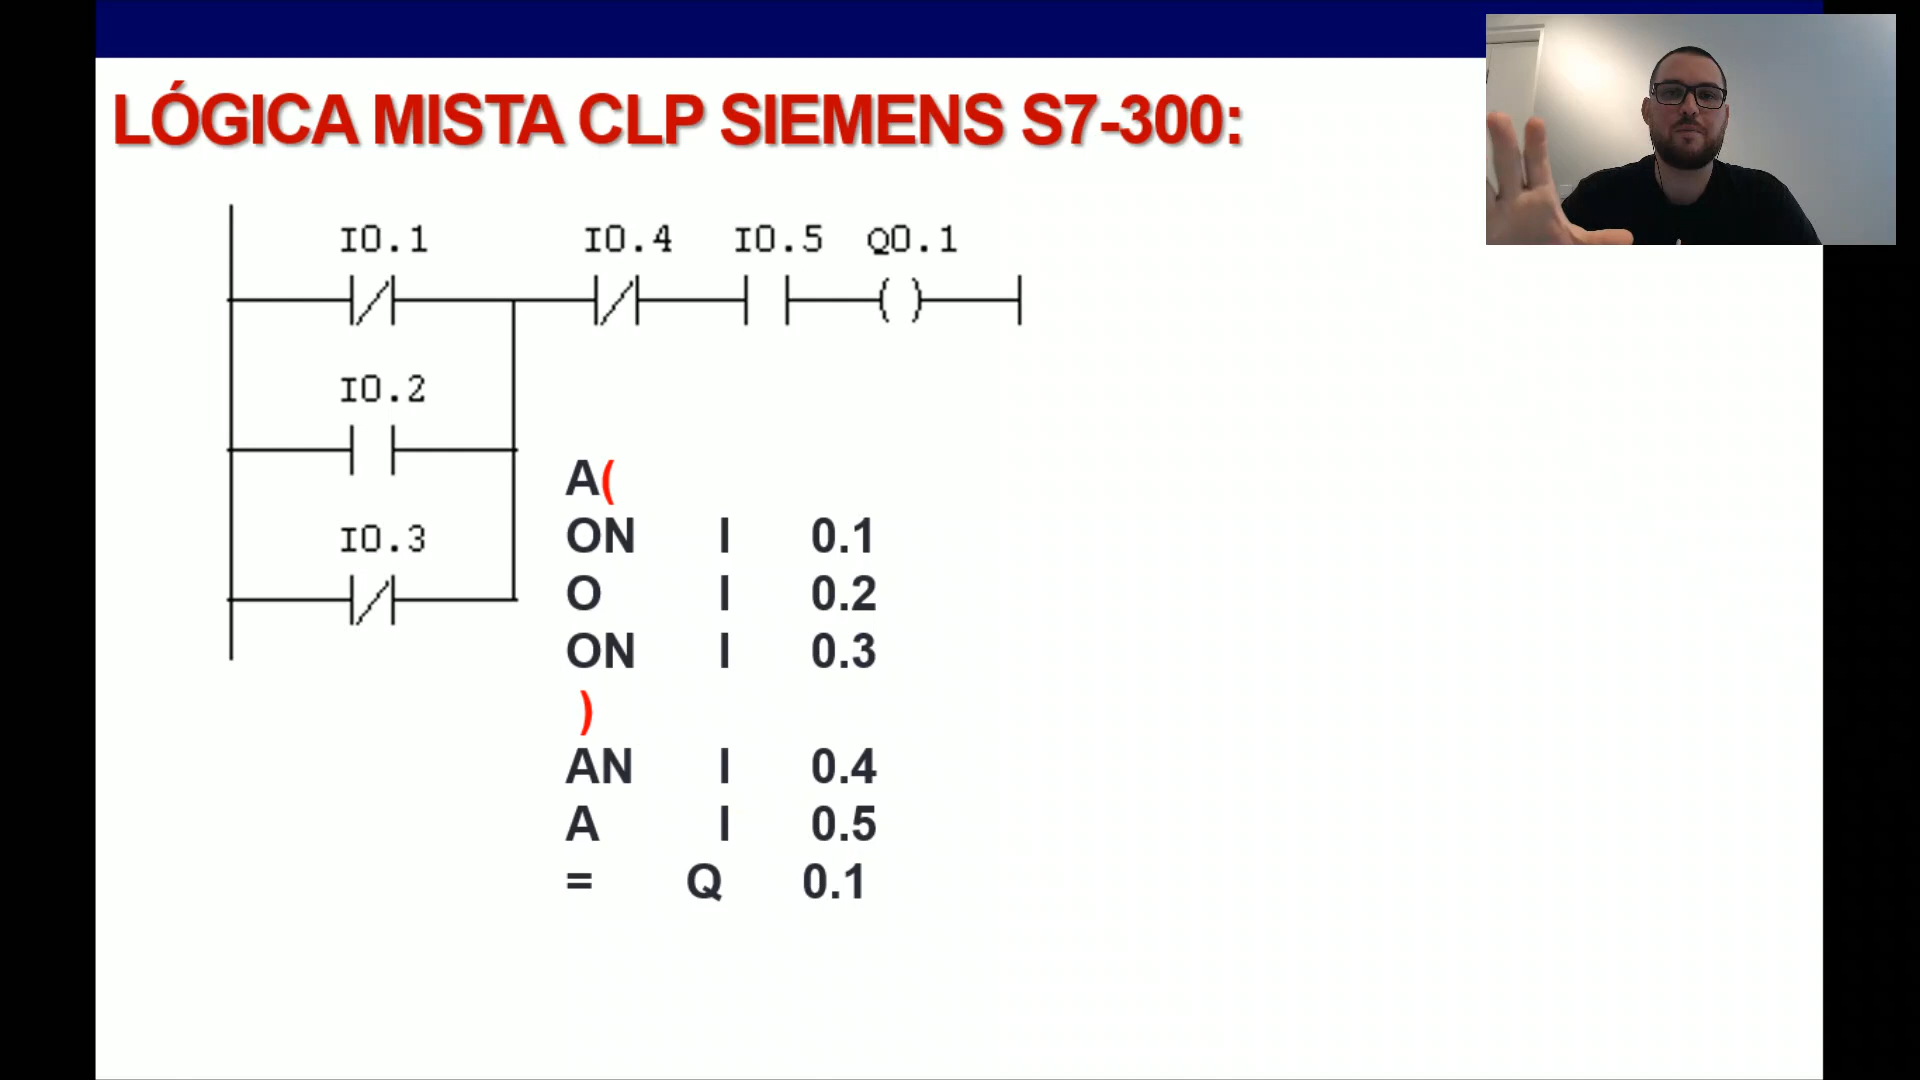 LÓGICA MISTA CLP SIEMENS S7-300:
I0.1 I0.4 I0.5 Q0.1
I0.2
I0.3
A(
ON I 0.1
O I 0.2
ON I 0.3
)
AN I 0.4
A I 0.5
= Q 0.1